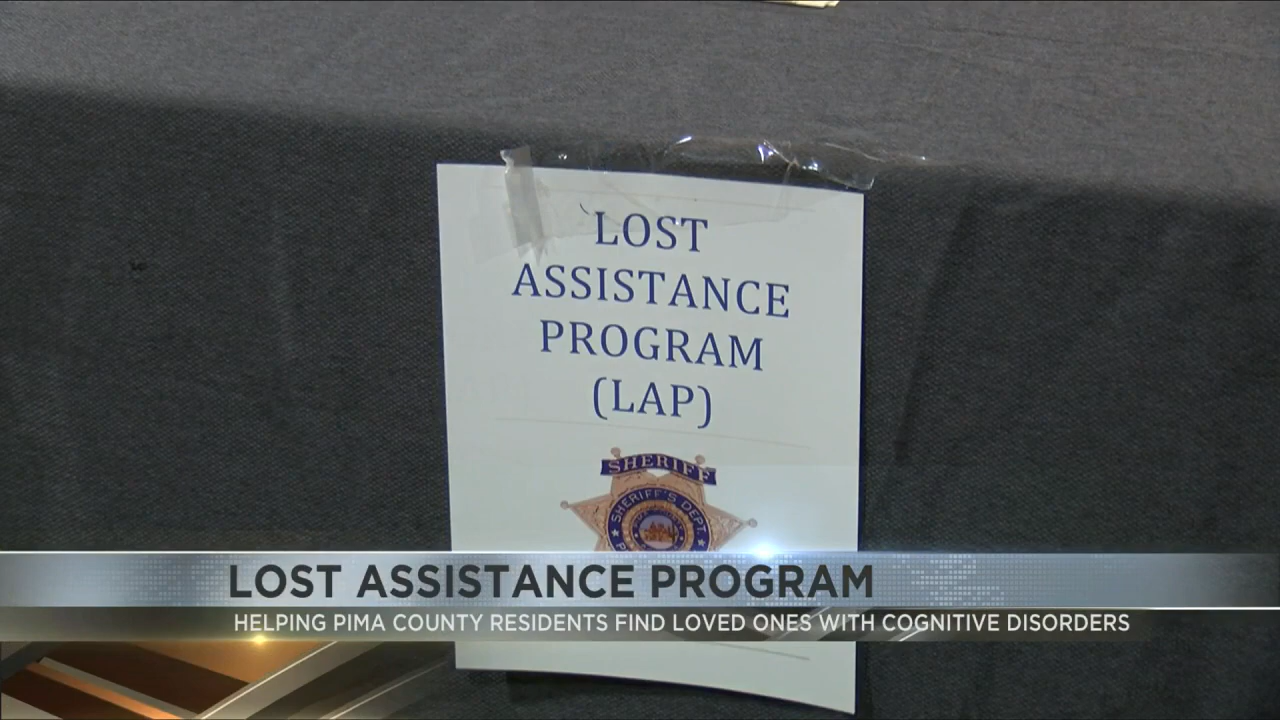 LOST
ASSISTANCE
PROGRAM
(LAP)
SHERIFF
SHERIFF'S DEPT.
LOST ASSISTANCE PROGRAM
HELPING PIMA COUNTY RESIDENTS FIND LOVED ONES WITH COGNITIVE DISORDERS